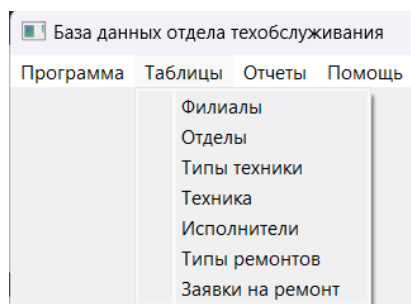 База данных отдела техобслуживания
Программа Таблицы Отчеты Помощь
Филиалы
Отделы
Типы техники
Техника
Исполнители
Типы ремонтов
Заявки на ремонт